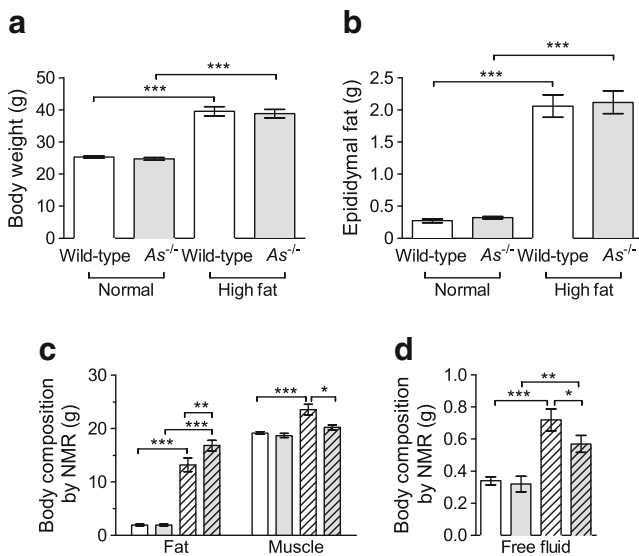 a
Body weight (g)
50
40
30
20
10
0
***
***
Wild-type As-/- Wild-type As-/-
Normal High fat
b
Epididymal fat (g)
2.5
2.0
1.5
1.0
0.5
0.0
***
***
Wild-type As-/- Wild-type As-/-
Normal High fat
c
Body composition
by NMR (g)
30
20
10
0
***
***
**
***
*
Fat Muscle
d
Body composition
by NMR (g)
1.0
0.8
0.6
0.4
0.2
0.0
**
***
*
Free fluid